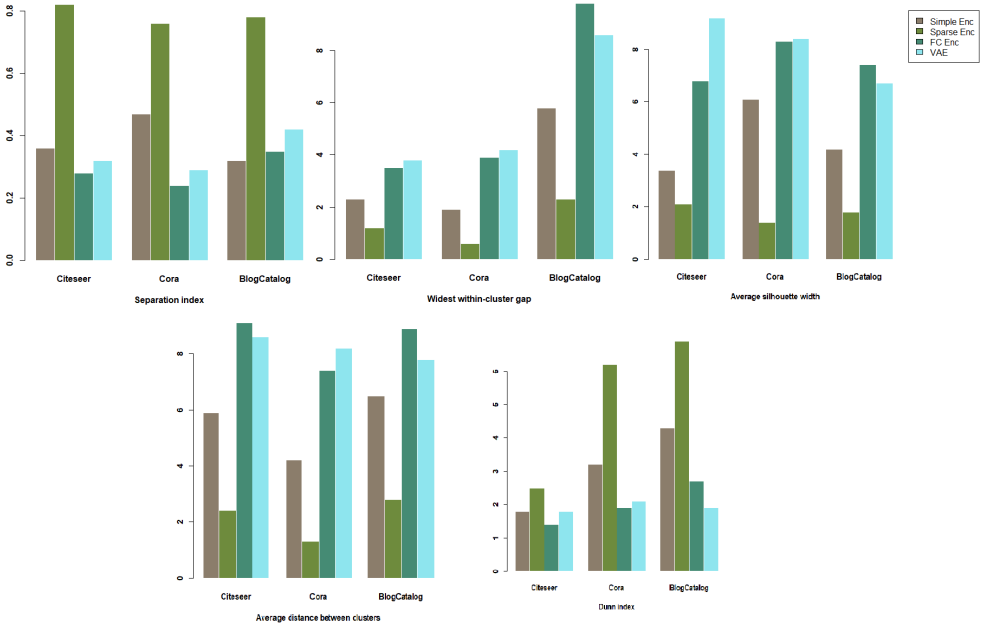 Simple Enc
Sparse Enc
FC Enc
VAE
0.0 0.2 0.4 0.6 0.8
Citeseer Cora BlogCatalog
Separation index
0 2 4 6 8
Citeseer Cora BlogCatalog
Widest within-cluster gap
0 2 4 6 8
Citeseer Cora BlogCatalog
Average silhouette width
0 2 4 6 8
Citeseer Cora BlogCatalog
Average distance between clusters
0 1 2 3 4 5 6
Citeseer Cora BlogCatalog
Dunn index